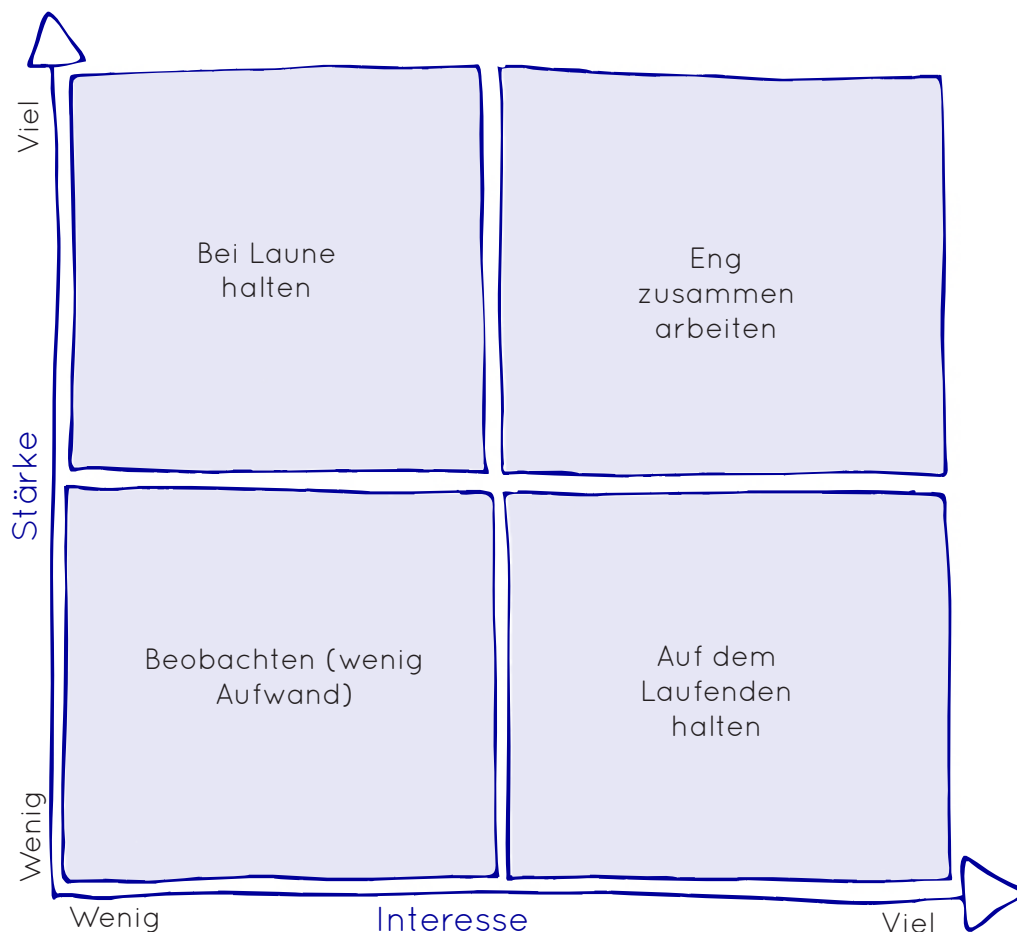 Viel
Bei Laune
halten
Eng
zusammen
arbeiten
Stärke
Beobachten (wenig
Aufwand)
Auf dem
Laufenden
halten
Wenig
Wenig
Interesse
Viel